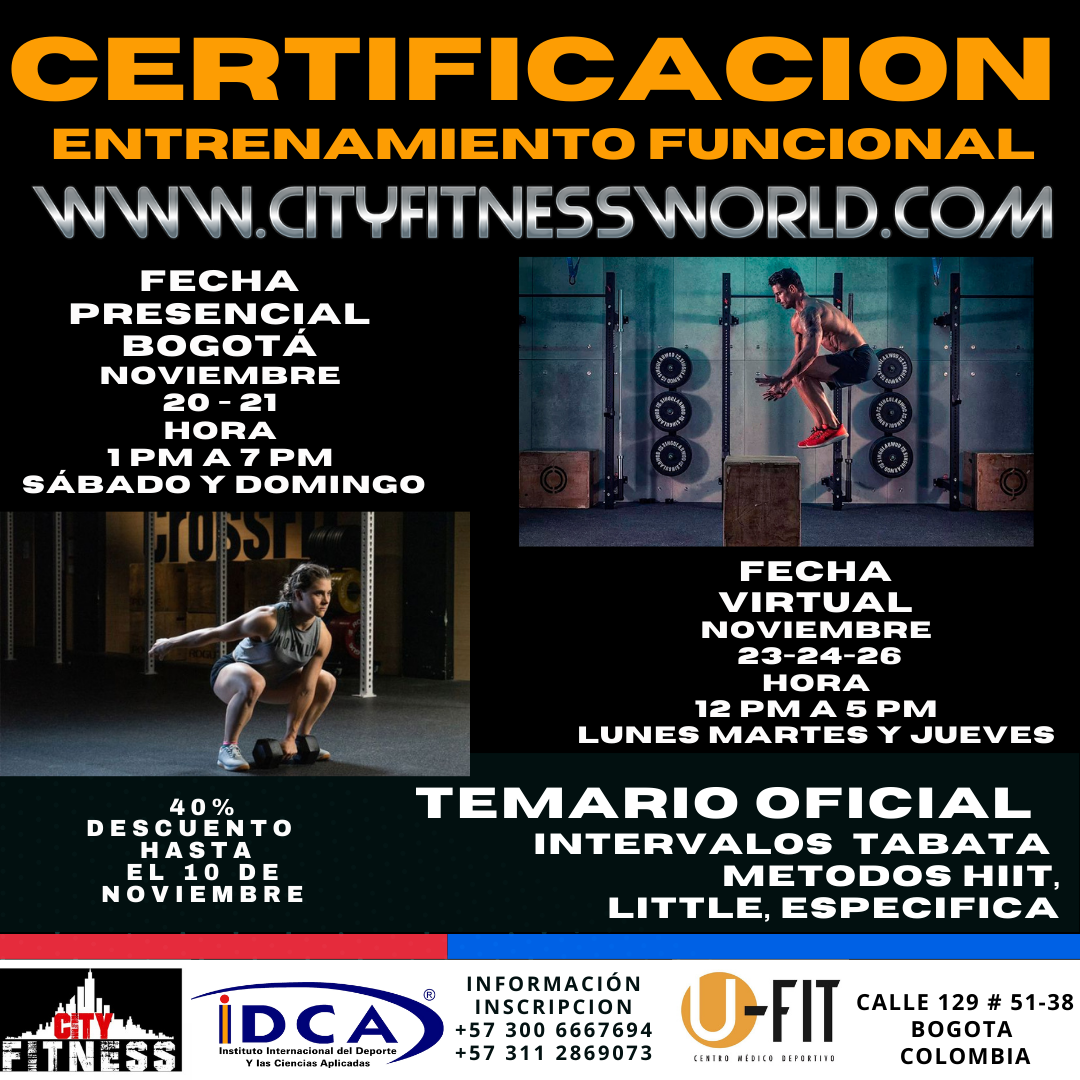 CERTIFICACION
ENTRENAMIENTO FUNCIONAL
WWW.CITYFITNESSWORLD.COM
FECHA
PRESENCIAL
BOGOTÁ
NOVIEMBRE
20 - 21
HORA
1 PM A 7 PM
SÁBADO Y DOMINGO
CROSSFIT
FECHA
VIRTUAL
NOVIEMBRE
23-24-26
HORA
12 PM A 5 PM
LUNES MARTES Y JUEVES
40%
DESCUENTO
HASTA
EL 10 DE
NOVIEMBRE
TEMARIO OFICIAL
INTERVALOS TABATA
METODOS HIIT,
LITTLE, ESPECIFICA
CITY
FITNESS
iDCA ®
Instituto Internacional del Deporte
Y las Ciencias Aplicadas
INFORMACIÓN
INSCRIPCION
+57 300 6667694
+57 311 2869073
U-FIT
CENTRO MÉDICO DEPORTIVO
CALLE 129 # 51-38
BOGOTA
COLOMBIA